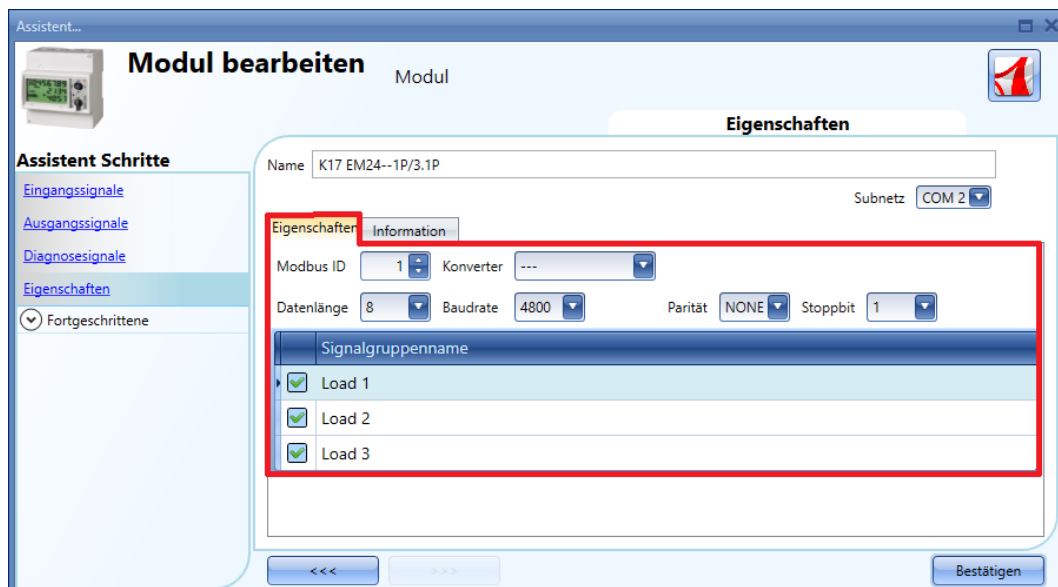 Assistent...
Modul bearbeiten
Modul
Eigenschaften
Assistent Schritte
Eingangssignale
Ausgangssignale
Diagnosesignale
Eigenschaften
Fortgeschrittene
Name K17 EM24--1P/3.1P
Subnetz COM 2
Eigenschaften Information
Modbus ID 1 Konverter ---
Datenlänge 8 Baudrate 4800 Parität NONE Stoppbit 1
Signalgruppenname
Load 1
Load 2
Load 3
<<< >>> Bestätigen